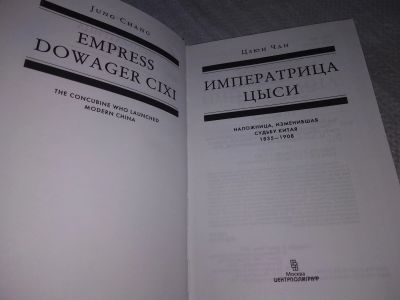 JUNG CHANG
EMPRESS
DOWAGER CIXI
THE CONCUBINE WHO LAUNCHED
MODERN CHINA
ЦЗЮН ЧАН
ИМПЕРАТРИЦА
ЦЫСИ
НАЛОЖНИЦА, ИЗМЕНИВШАЯ
СУДЬБУ КИТАЯ
1835—1908
Москва
ЦЕНТРПОЛИГРАФ